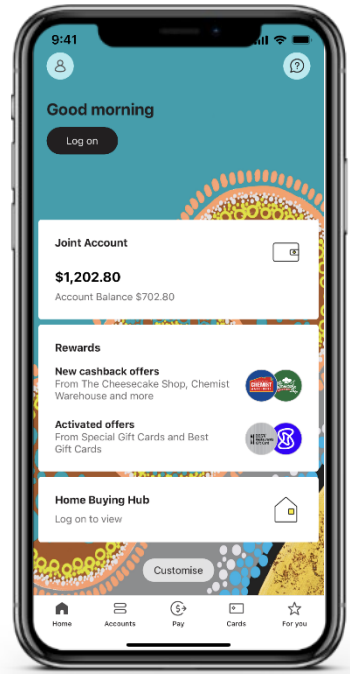 9:41
Good morning
Log on
Joint Account
$1,202.80
Account Balance $702.80
Rewards
New cashback offers
From The Cheesecake Shop, Chemist
Warehouse and more
CHEMIST
Activated offers
From Special Gift Cards and Best
Gift Cards
Home Buying Hub
Log on to view
Customise
Home
Accounts
Pay
Cards
For you